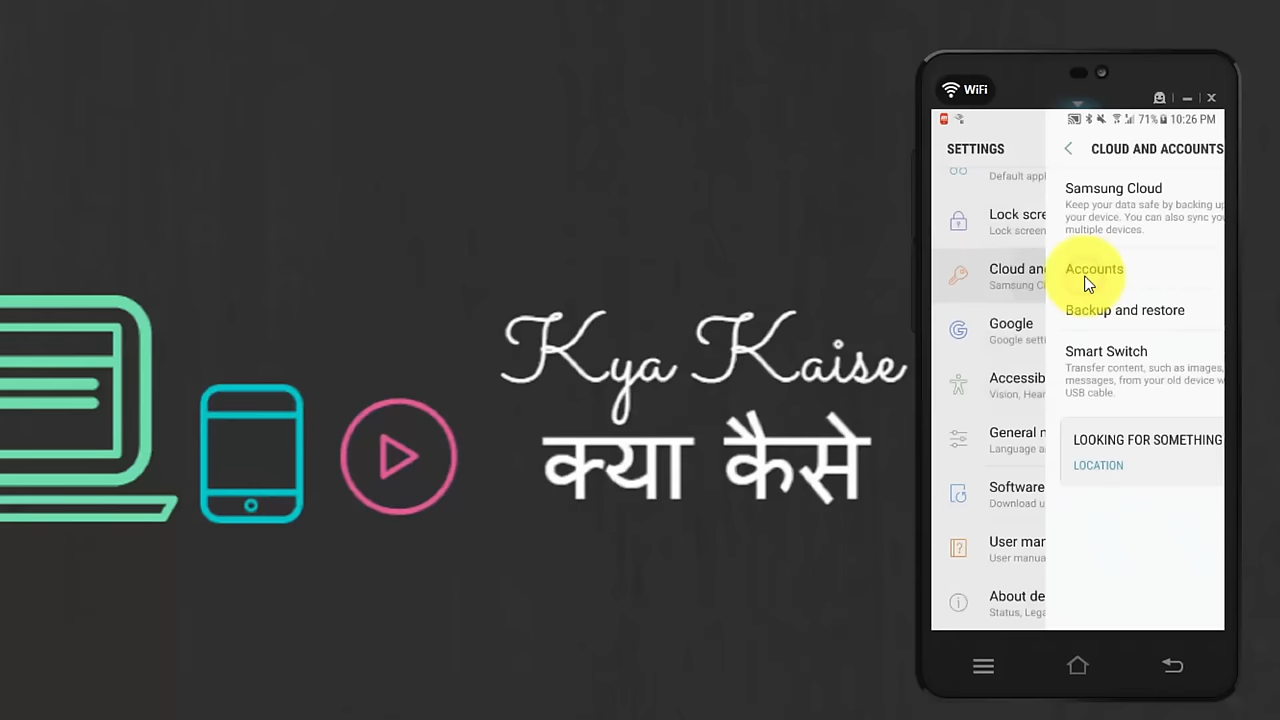 Kya Kaise
क्या कैसे
WiFi
71% 10:26 PM
SETTINGS
Default appl
Lock scre
Lock screen
Cloud an
Samsung Cl
Google
Google setti
Accessib
Vision, Hear
General m
Language a
Software
Download u
User man
User manua
About de
Status, Lega
CLOUD AND ACCOUNTS
Samsung Cloud
Keep your data safe by backing up
your device. You can also sync you
multiple devices.
Accounts
Backup and restore
Smart Switch
Transfer content, such as images,
messages, from your old device w
USB cable.
LOOKING FOR SOMETHING
LOCATION